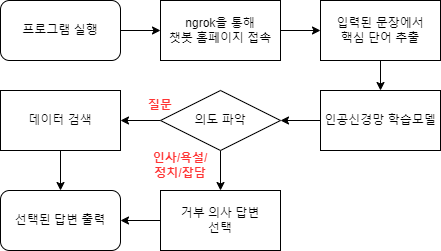 프로그램 실행
ngrok을 통해
챗봇 홈페이지 접속
입력된 문장에서
핵심 단어 추출
인공신경망 학습모델
의도 파악
질문
데이터 검색
인사/욕설/
정치/잡담
거부 의사 답변
선택
선택된 답변 출력